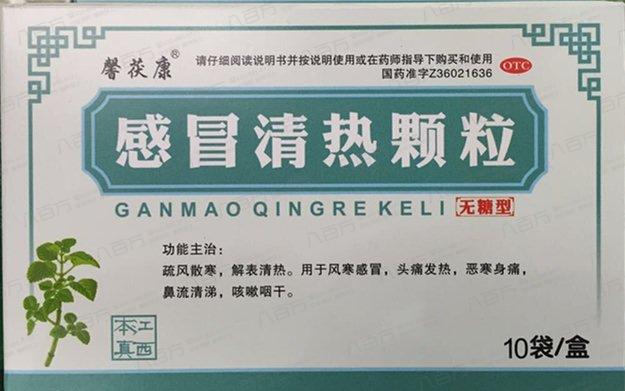 馨茯康®
请仔细阅读说明书并按说明使用或在药师指导下购买和使用
国药准字Z36021636
OTC
感冒清热颗粒
GANMAO QINGRE KELI 无糖型
功能主治：
疏风散寒，解表清热。用于风寒感冒，头痛发热，恶寒身痛，
鼻流清涕，咳嗽咽干。
江西
本真
10袋/盒